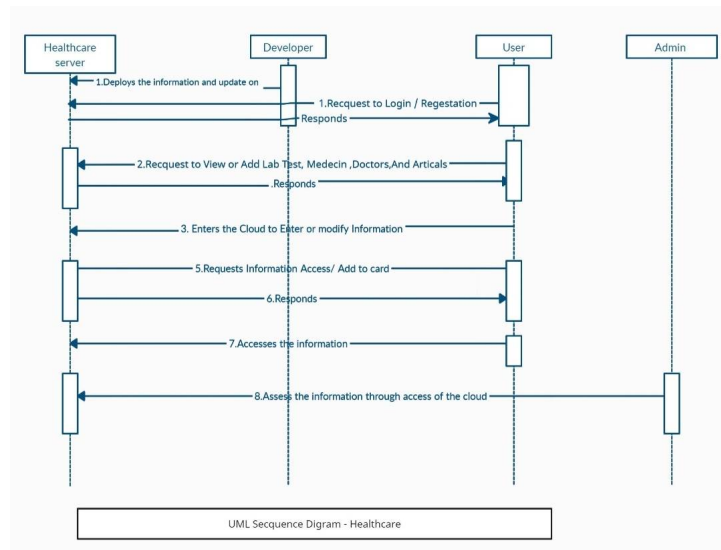 Healthcare
server
Developer
User
Admin
1.Deploys the information and update on
1.Recquest to Login / Regestation
Responds
2.Recquest to View or Add Lab Test, Medecin ,Doctors,And Articals
.Responds
3. Enters the Cloud to Enter or modify Information
5.Requests Information Access/ Add to card
6.Responds
7.Accesses the information
8.Assess the information through access of the cloud
UML Secquence Digram - Healthcare